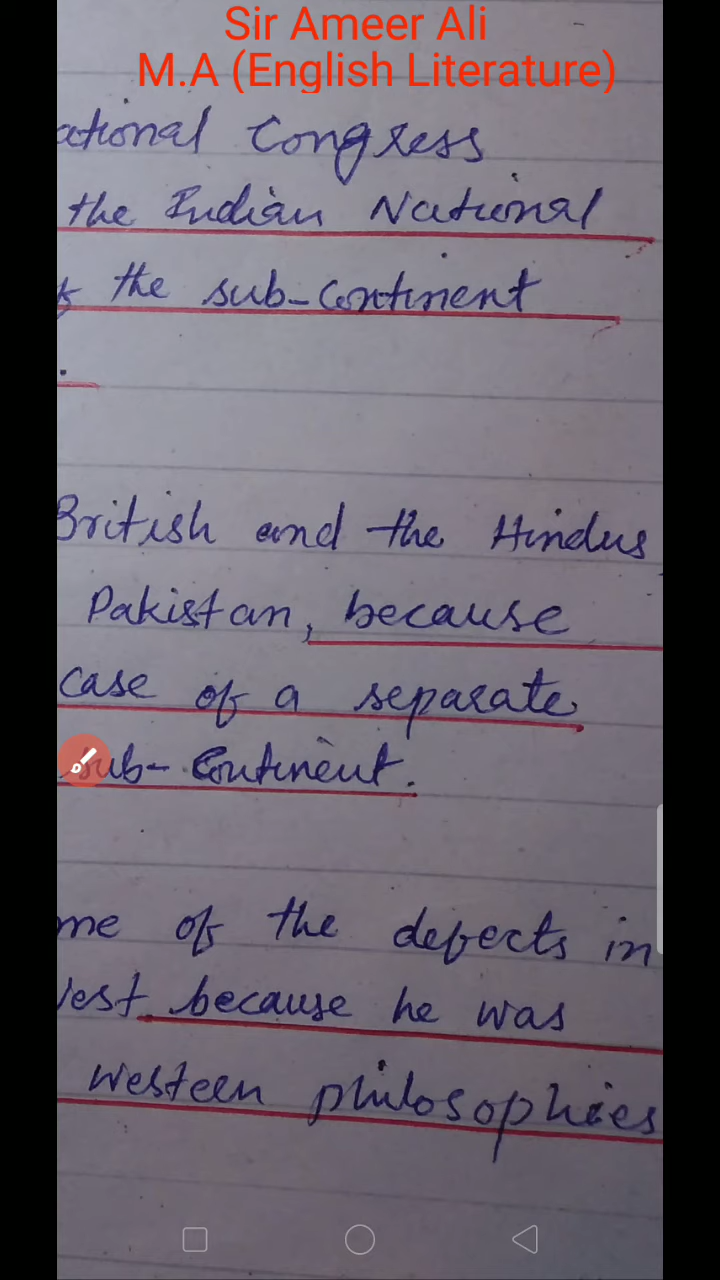 Sir Ameer Ali
M.A (English Literature)
ational Congress
the Indian National
the sub-continent
.
British and the Hindus
Pakistan, because
case of a separate
sub-continent.
me of the defects in
est because he was
western philosophies